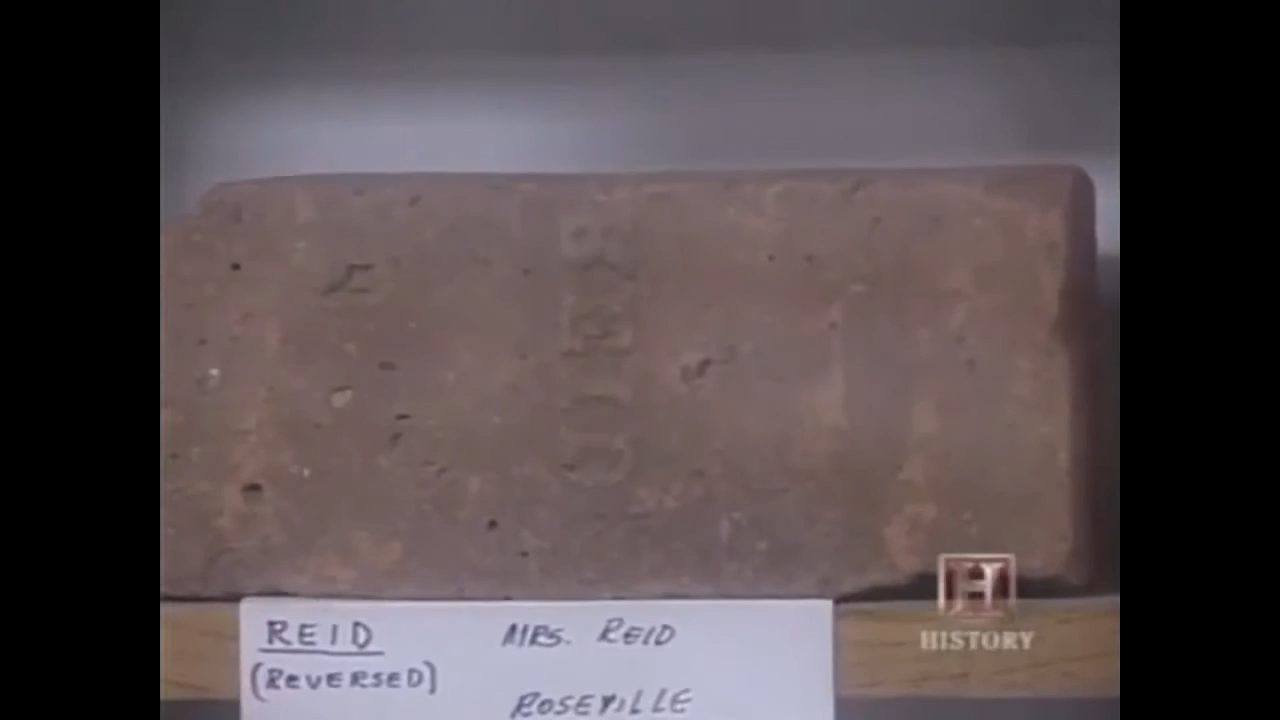 REID MRS. REID
(REVERSED)
ROSEVILLE
H
HISTORY